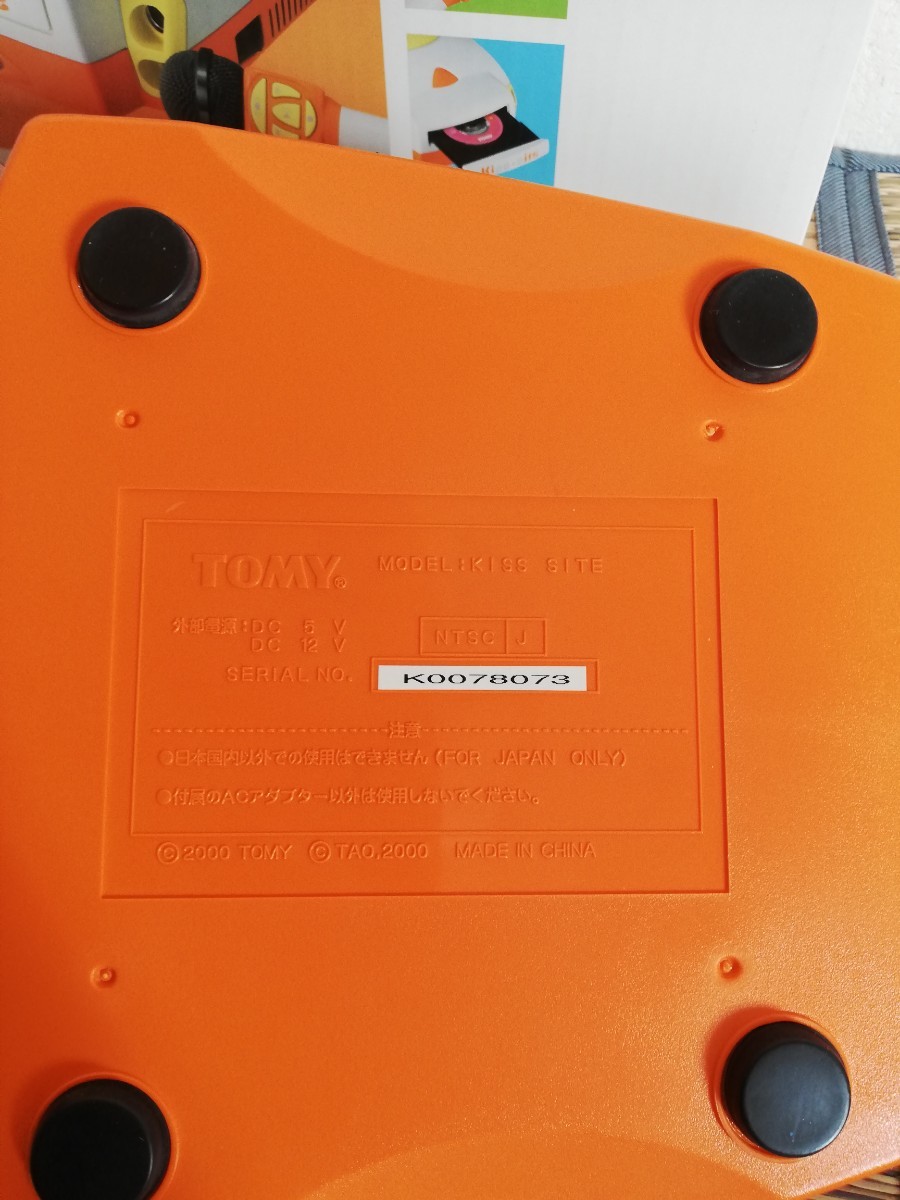 TOMY® MODEL:KISS SITE
外部電源:DC 5 V
DC 12 V
NTSC J
SERIAL NO. K0078073
注意
●日本国内以外での使用はできません(FOR JAPAN ONLY)
●付属のACアダプター以外は使用しないでください。
©2000 TOMY ©TAO,2000 MADE IN CHINA